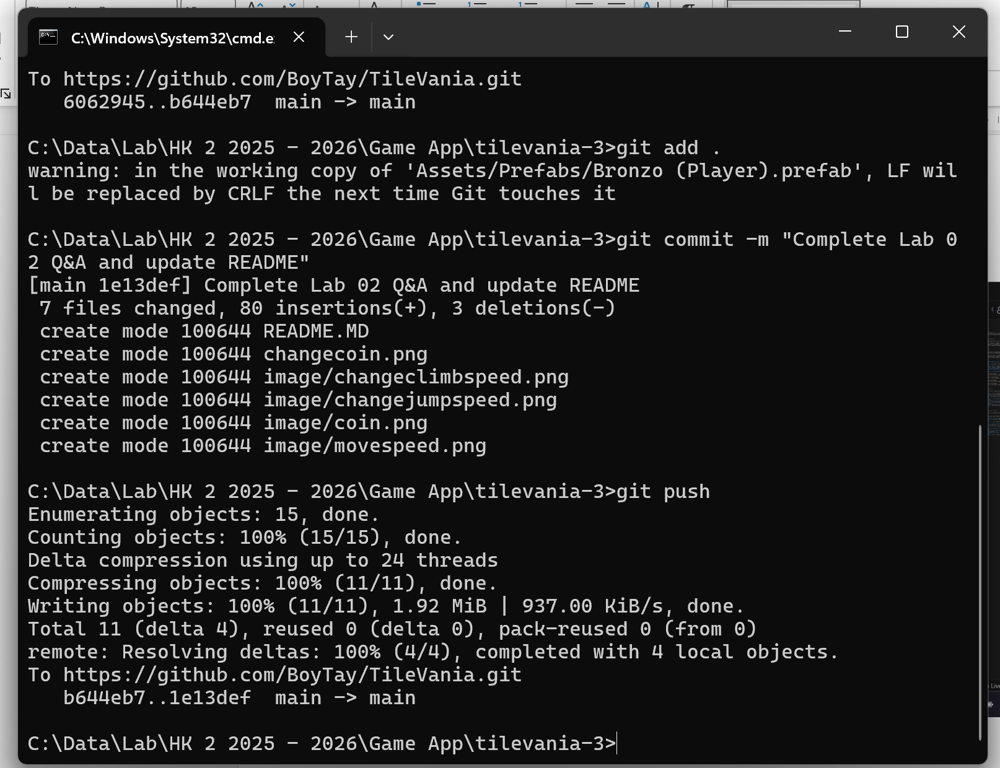 C:\Windows\System32\cmd.e
To https://github.com/BoyTay/TileVania.git
   6062945..b644eb7  main -> main
C:\Data\Lab\HK 2 2025 - 2026\Game App\tilevania-3>git add .
warning: in the working copy of 'Assets/Prefabs/Bronzo (Player).prefab', LF wil
l be replaced by CRLF the next time Git touches it
C:\Data\Lab\HK 2 2025 - 2026\Game App\tilevania-3>git commit -m "Complete Lab 0
2 Q&A and update README"
[main 1e13def] Complete Lab 02 Q&A and update README
 7 files changed, 80 insertions(+), 3 deletions(-)
 create mode 100644 README.MD
 create mode 100644 changecoin.png
 create mode 100644 image/changeclimbspeed.png
 create mode 100644 image/changejumpspeed.png
 create mode 100644 image/coin.png
 create mode 100644 image/movespeed.png
C:\Data\Lab\HK 2 2025 - 2026\Game App\tilevania-3>git push
Enumerating objects: 15, done.
Counting objects: 100% (15/15), done.
Delta compression using up to 24 threads
Compressing objects: 100% (11/11), done.
Writing objects: 100% (11/11), 1.92 MiB | 937.00 KiB/s, done.
Total 11 (delta 4), reused 0 (delta 0), pack-reused 0 (from 0)
remote: Resolving deltas: 100% (4/4), completed with 4 local objects.
To https://github.com/BoyTay/TileVania.git
   b644eb7..1e13def  main -> main
C:\Data\Lab\HK 2 2025 - 2026\Game App\tilevania-3>